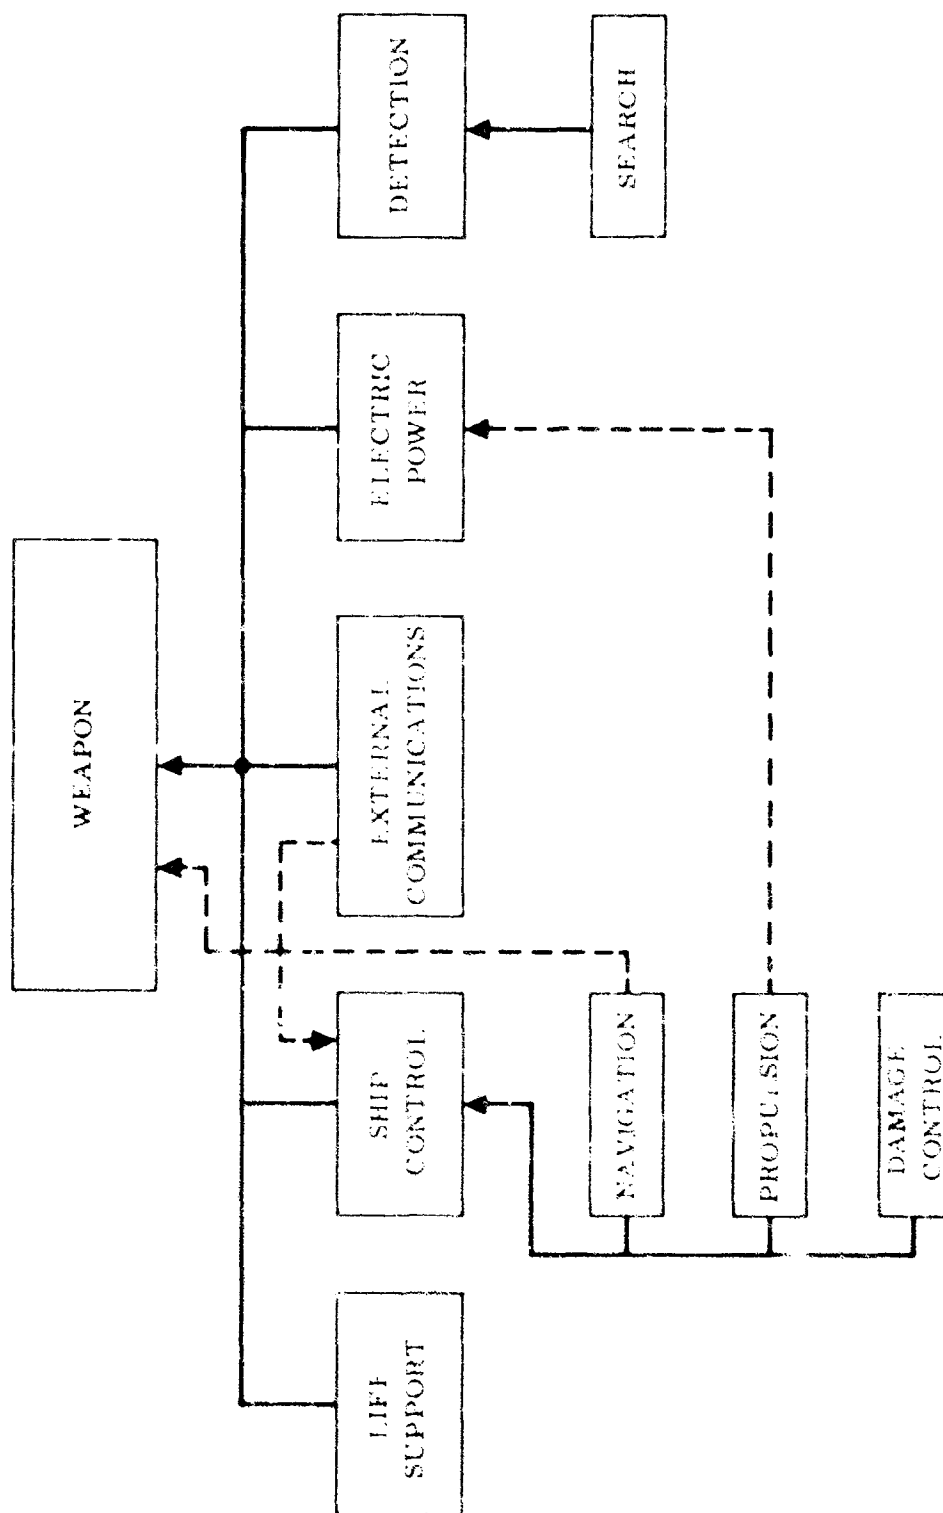 WEAPON
LIFE
SUPPORT
SHIP
CONTROL
EXTERNAL
COMMUNICATIONS
ELECTRIC
POWER
DETECTION
NAVIGATION
PROPULSION
DAMAGE
CONTROL
SEARCH